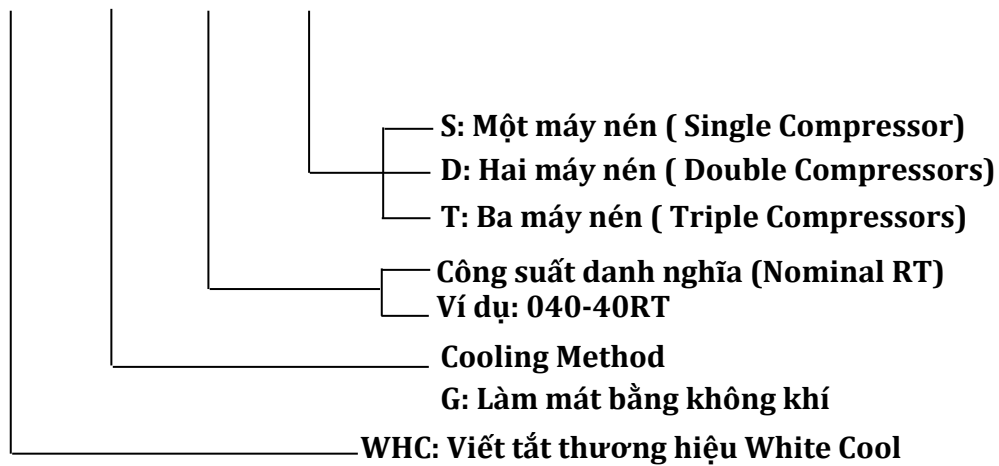 S: Một máy nén ( Single Compressor)
D: Hai máy nén ( Double Compressors)
T: Ba máy nén ( Triple Compressors)
Công suất danh nghĩa (Nominal RT)
Ví dụ: 040-40RT
Cooling Method
G: Làm mát bằng không khí
WHC: Viết tắt thương hiệu White Cool